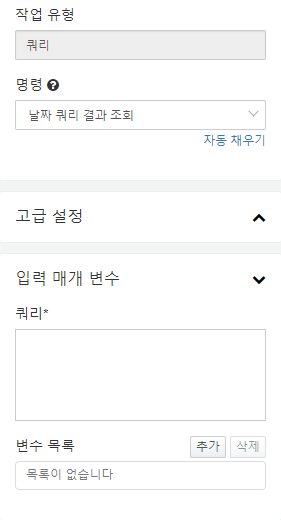 작업 유형
쿼리
명령
날짜 쿼리 결과 조회
자동 채우기
고급 설정
입력 매개 변수
쿼리*
변수 목록 추가 삭제
목록이 없습니다